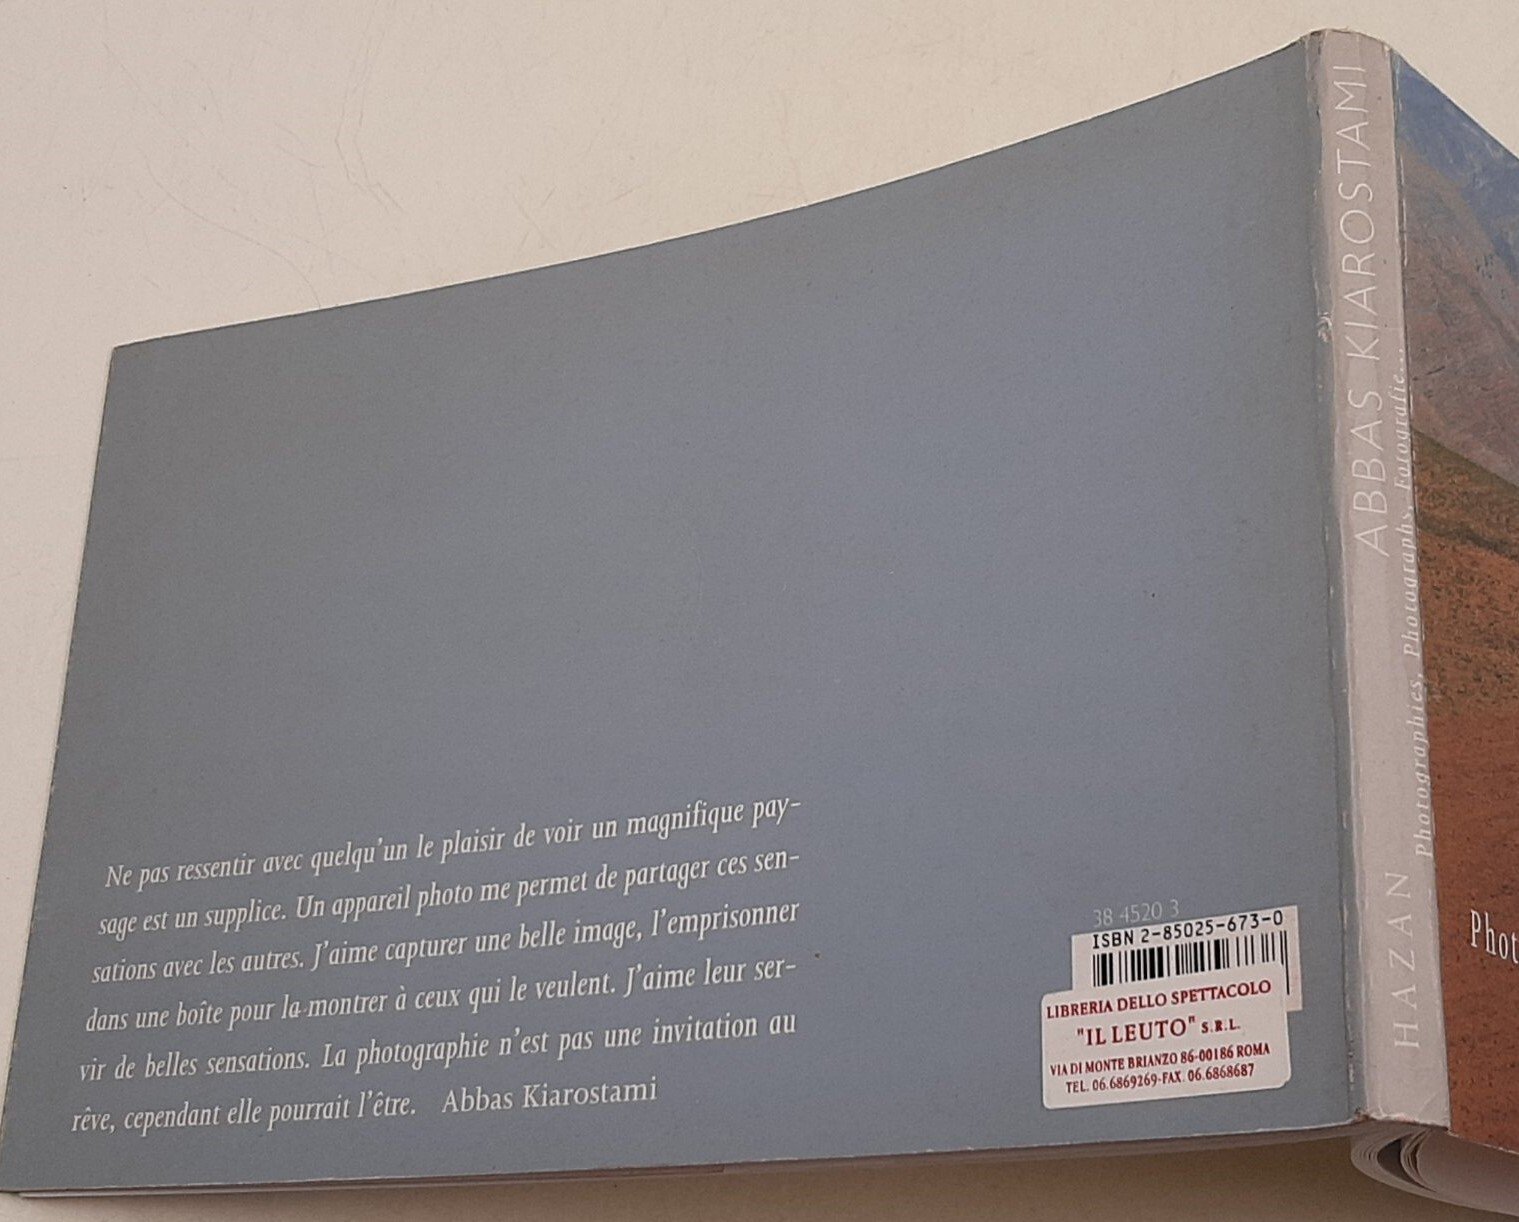 Ne pas ressentir avec quelqu'un le plaisir de voir un magnifique pay-
sage est un supplice. Un appareil photo me permet de partager ces sen-
sations avec les autres. J'aime capturer une belle image, l'emprisonner
dans une boîte pour la montrer à ceux qui le veulent. J'aime leur ser-
vir de belles sensations. La photographie n'est pas une invitation au
rêve, cependant elle pourrait l'être. Abbas Kiarostami
38 4520 3
ISBN 2-85025-673-0
LIBRERIA DELLO SPETTACOLO
"IL LEUTO" S.R.L.
VIA DI MONTE BRIANZO 86-00186 ROMA
TEL. 06.6869269-FAX. 06.6868687
ABBAS KIAROSTAMI
Photographies, Photographs, Fotografie...
HAZAN
Phot